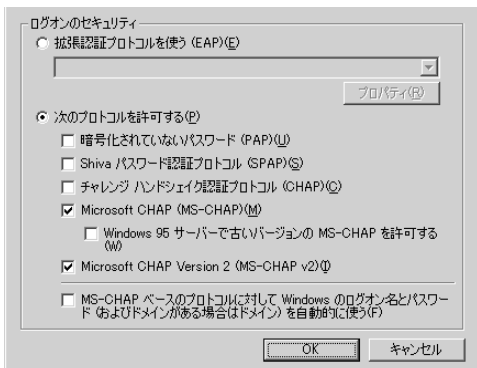 ログオンのセキュリティ
拡張認証プロトコルを使う (EAP)(E)
プロパティ(R)
次のプロトコルを許可する(P)
暗号化されていないパスワード (PAP)(U)
Shiva パスワード認証プロトコル (SPAP)(S)
チャレンジ ハンドシェイク認証プロトコル (CHAP)(C)
Microsoft CHAP (MS-CHAP)(M)
Windows 95 サーバーで古いバージョンの MS-CHAP を許可する
(W)
Microsoft CHAP Version 2 (MS-CHAP v2)(I)
MS-CHAP ベースのプロトコルに対して Windows のログオン名とパスワー
ド (およびドメインがある場合はドメイン) を自動的に使う(F)
OK
キャンセル